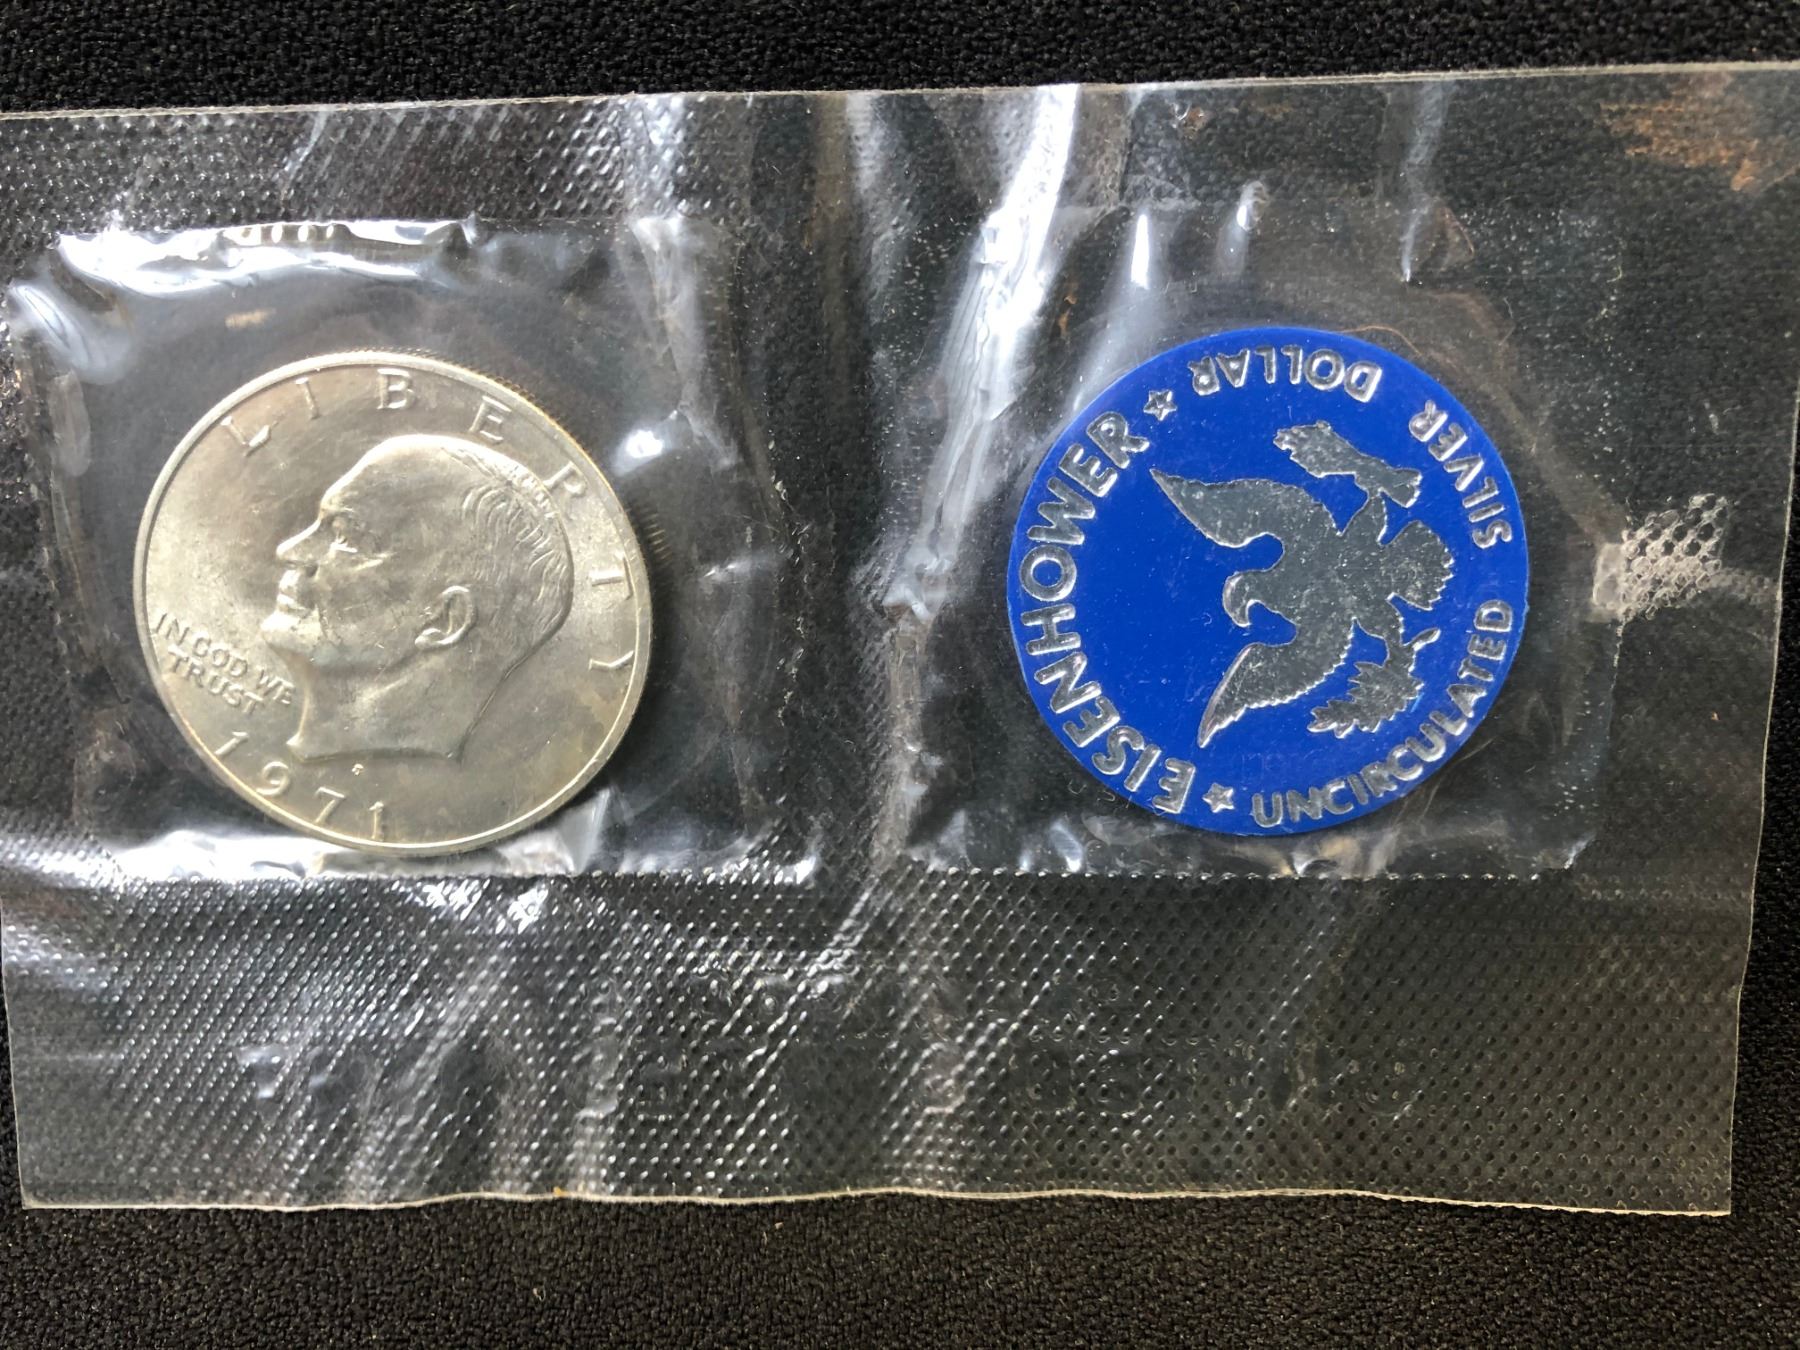 LIBERTY
IN GOD WE
TRUST
1971
S
EISENHOWER
UNCIRCULATED SILVER DOLLAR